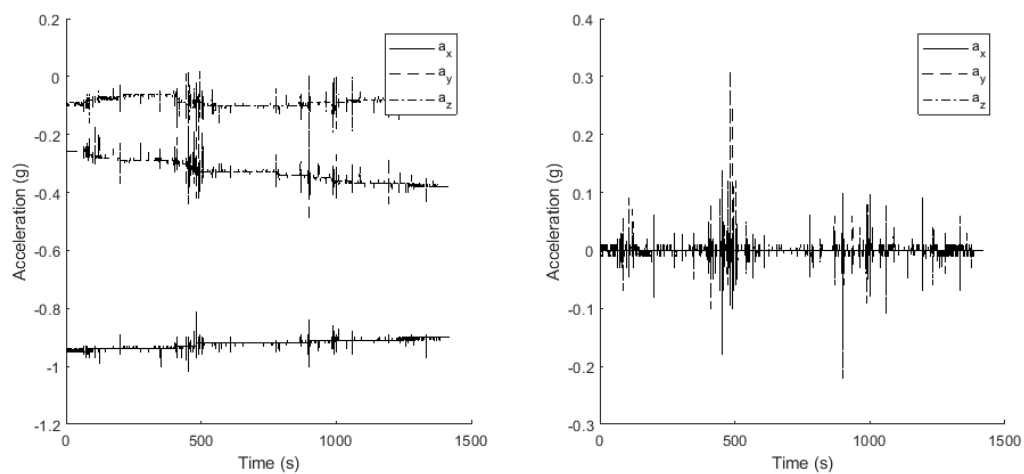 0.2
0
-0.2
-0.4
-0.6
-0.8
-1
-1.2
Acceleration (g)
0
500
1000
1500
Time (s)
a_x
a_y
a_z
0.4
0.3
0.2
0.1
0
-0.1
-0.2
-0.3
Acceleration (g)
0
500
1000
1500
Time (s)
a_x
a_y
a_z